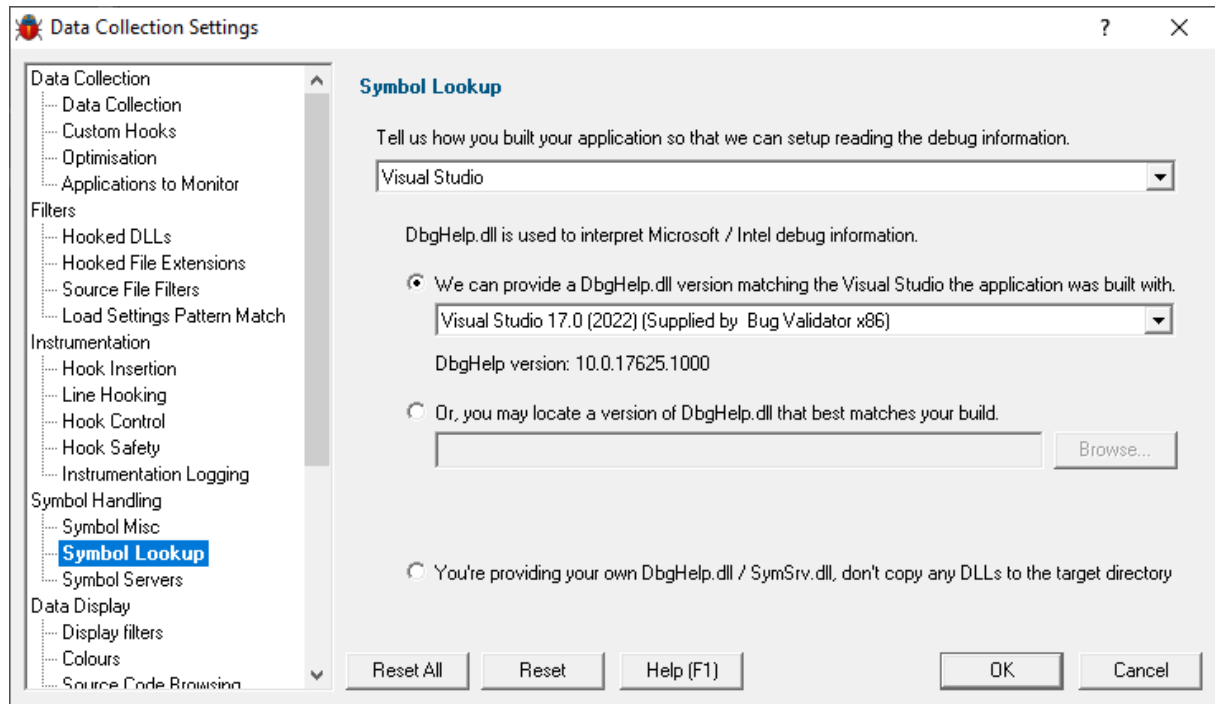 Data Collection Settings
?
Data Collection
Data Collection
Custom Hooks
Optimisation
Applications to Monitor
Filters
Hooked DLLs
Hooked File Extensions
Source File Filters
Load Settings Pattern Match
Instrumentation
Hook Insertion
Line Hooking
Hook Control
Hook Safety
Instrumentation Logging
Symbol Handling
Symbol Misc
Symbol Lookup
Symbol Servers
Data Display
Display filters
Colours
Source Code Browsing
Symbol Lookup
Tell us how you built your application so that we can setup reading the debug information.
Visual Studio
DbgHelp.dll is used to interpret Microsoft / Intel debug information.
We can provide a DbgHelp.dll version matching the Visual Studio the application was built with.
Visual Studio 17.0 (2022) (Supplied by  Bug Validator x86)
DbgHelp version: 10.0.17625.1000
Or, you may locate a version of DbgHelp.dll that best matches your build.
Browse...
You're providing your own DbgHelp.dll / SymSrv.dll, don't copy any DLLs to the target directory
Reset All
Reset
Help (F1)
OK
Cancel